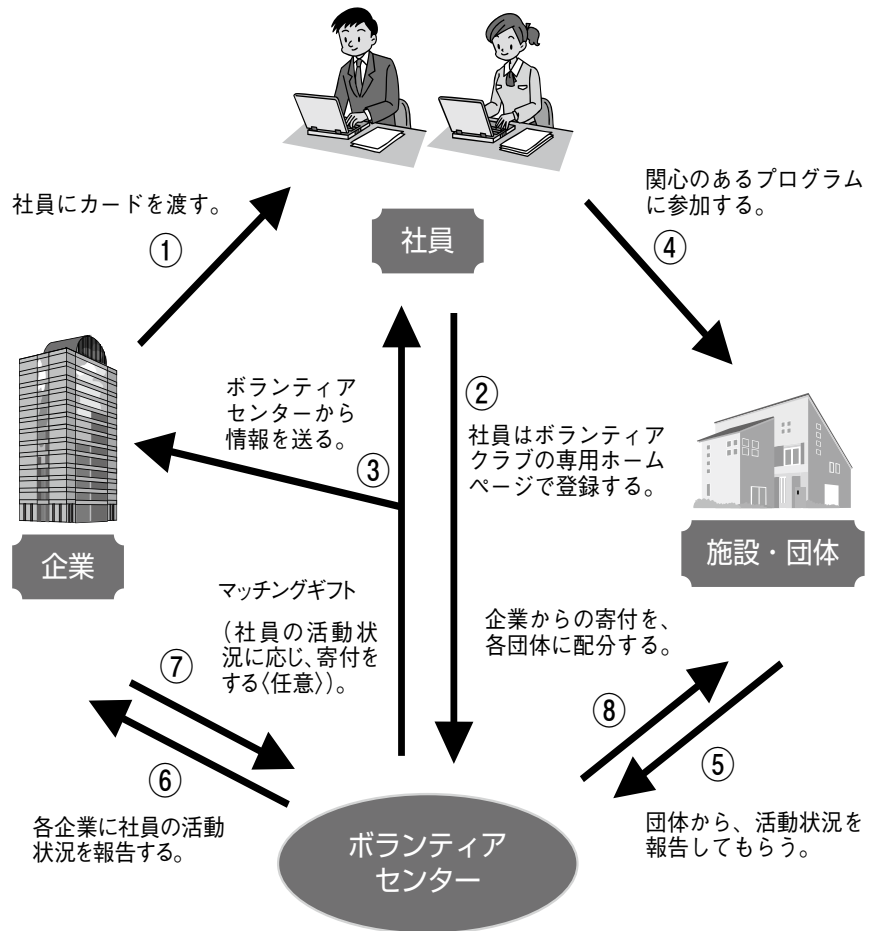 社員にカードを渡す。
①
社員
関心のあるプログラム
に参加する。
④
ボランティア
センターから
情報を送る。
③
②
社員はボランティア
クラブの専用ホーム
ページで登録する。
企業
施設・団体
マッチングギフト
（社員の活動状
況に応じ、寄付を
する〈任意〉）。
⑦
⑥
各企業に社員の活動
状況を報告する。
企業からの寄付を、
各団体に配分する。
⑧
⑤
団体から、活動状況を
報告してもらう。
ボランティア
センター